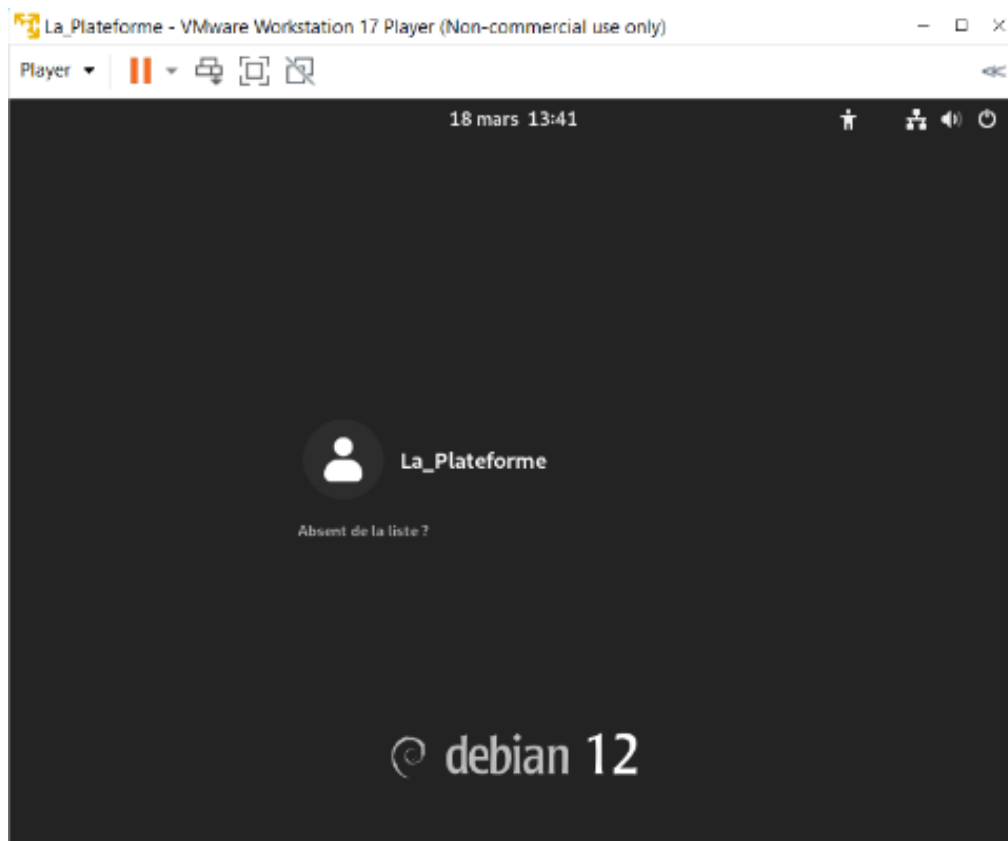 La_Plateforme - VMware Workstation 17 Player (Non-commercial use only)
Player
18 mars 13:41
La_Plateforme
Absent de la liste ?
debian 12